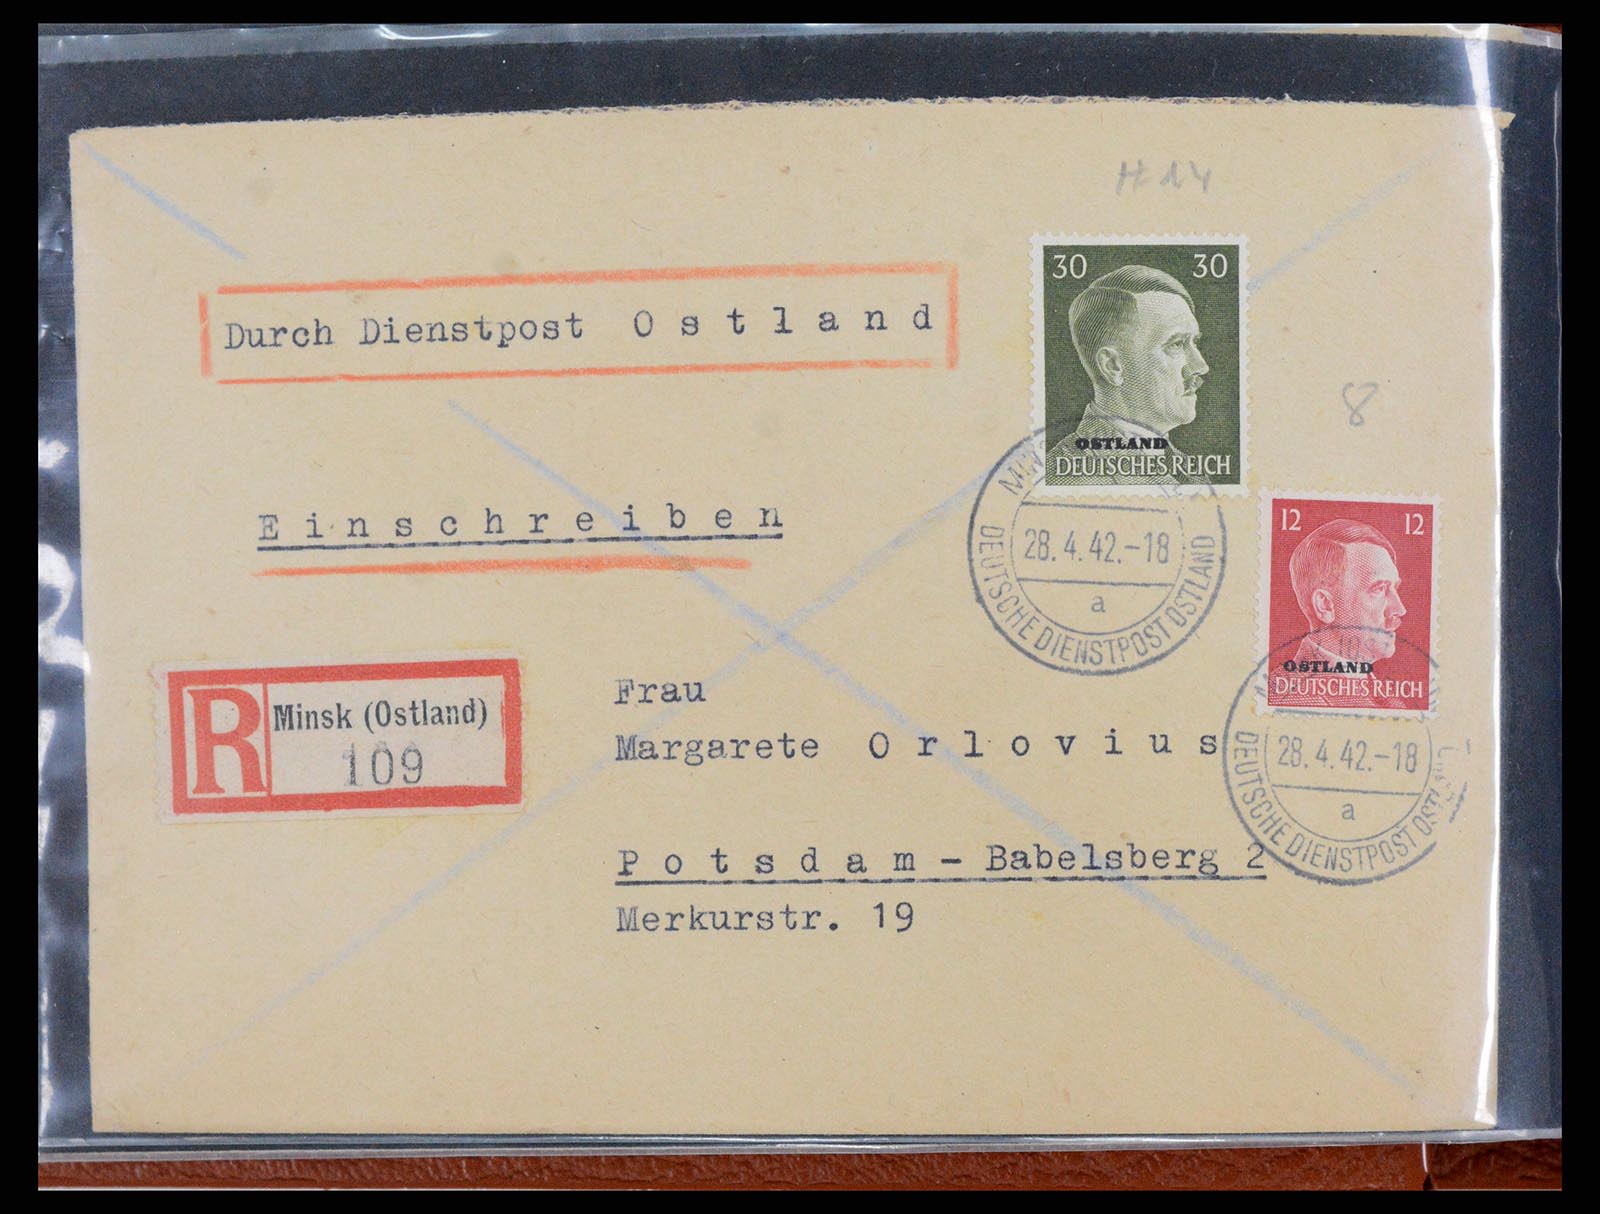 H 14
30 30
Durch Dienstpost Ostland
8
OSTLAND
DEUTSCHES REICH
Einschreiben
12 12
28.4.42.-18
a
DEUTSCHE DIENSTPOST OSTLAND
OSTLAND
DEUTSCHES REICH
R Minsk (Ostland)
109
Frau
Margarete Orlovius
28.4.42.-18
a
DEUTSCHE DIENSTPOST OSTLAND
Potsdam - Babelsberg 2
Merkurstr. 19